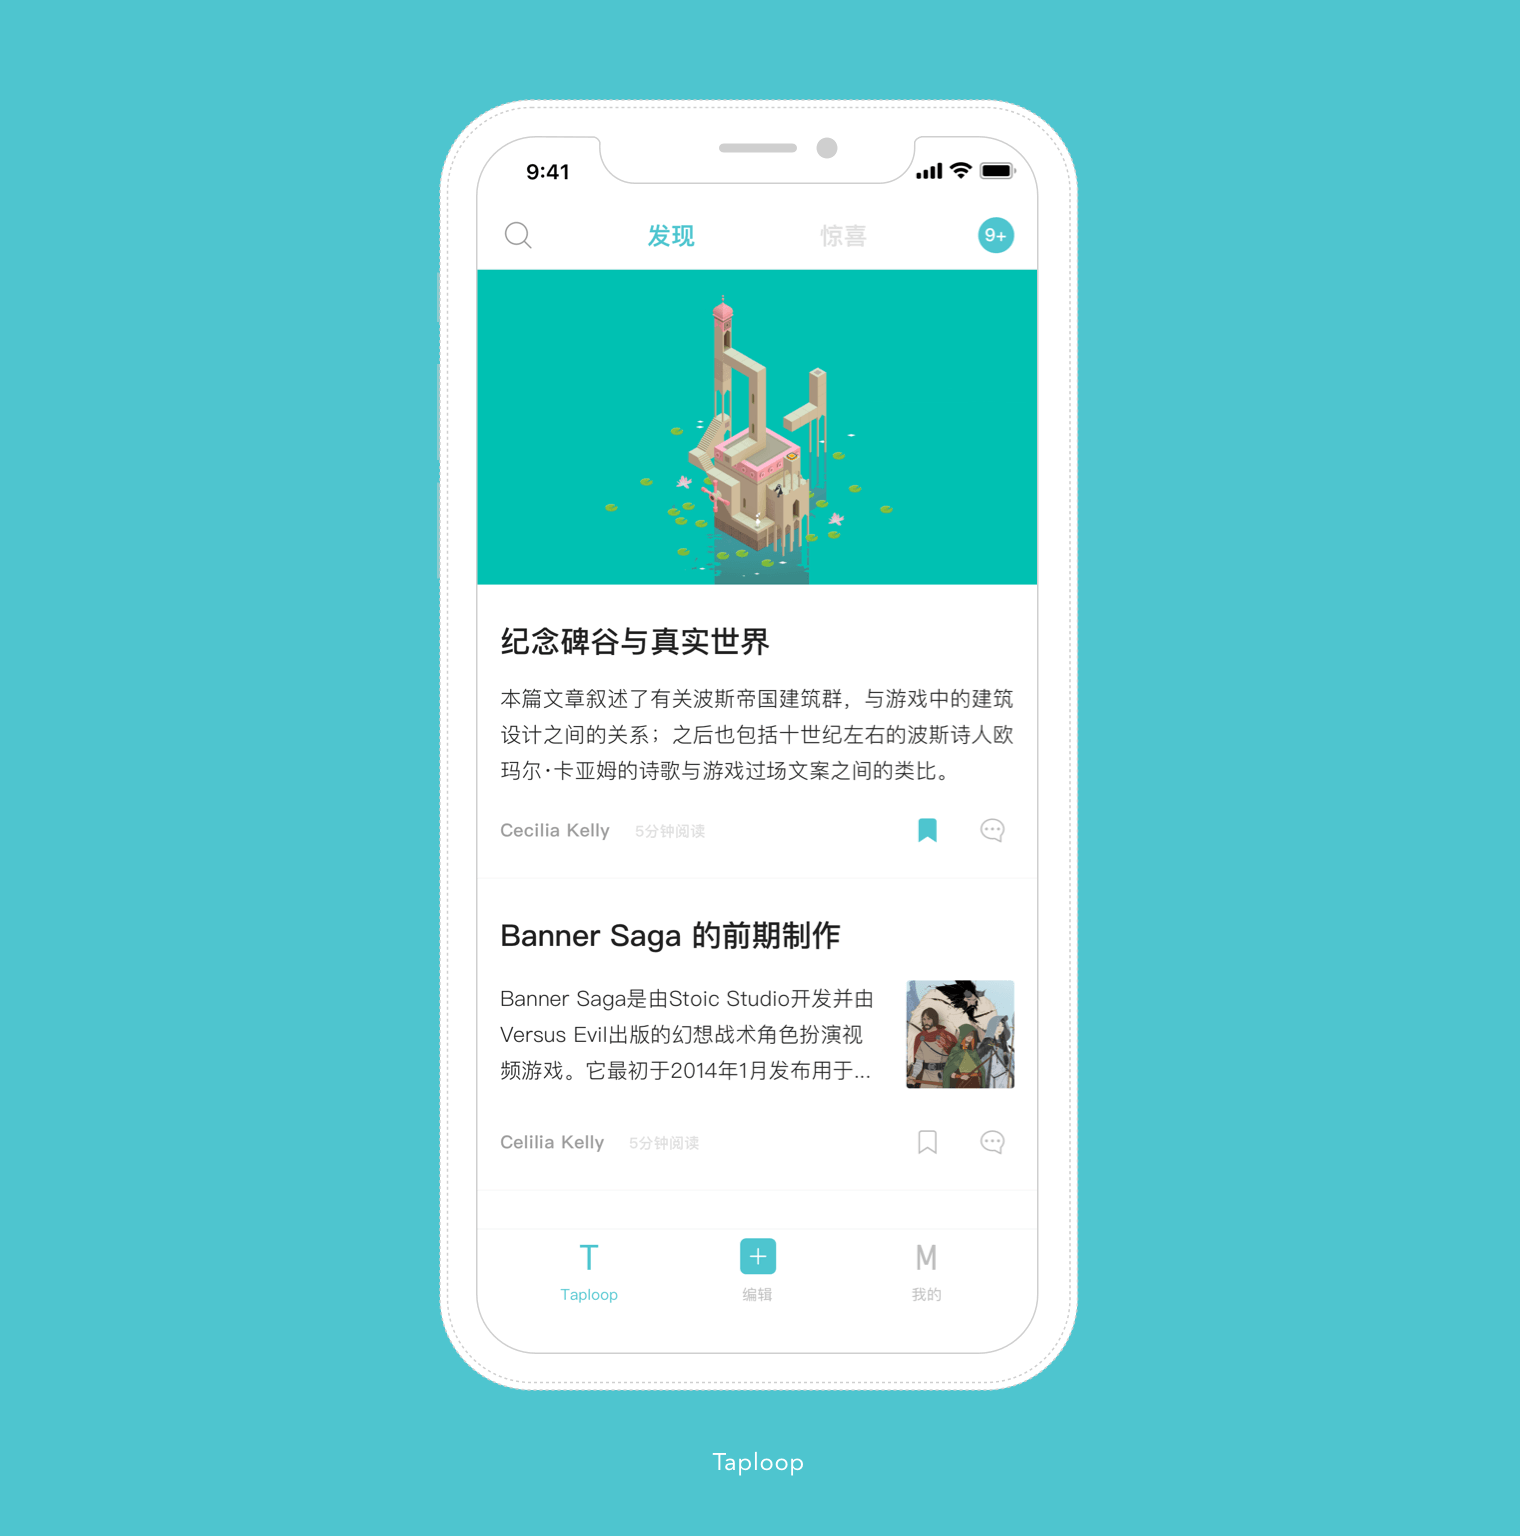 9:41
发现
惊喜
9+
纪念碑谷与真实世界
本篇文章叙述了有关波斯帝国建筑群，与游戏中的建筑
设计之间的关系；之后也包括十世纪左右的波斯诗人欧
玛尔·卡亚姆的诗歌与游戏过场文案之间的类比。
Cecilia Kelly 5分钟阅读
Banner Saga 的前期制作
Banner Saga是由Stoic Studio开发并由
Versus Evil出版的幻想战术角色扮演视
频游戏。它最初于2014年1月发布用于...
Celilia Kelly 5分钟阅读
T
M
Taploop
编辑
我的
Taploop